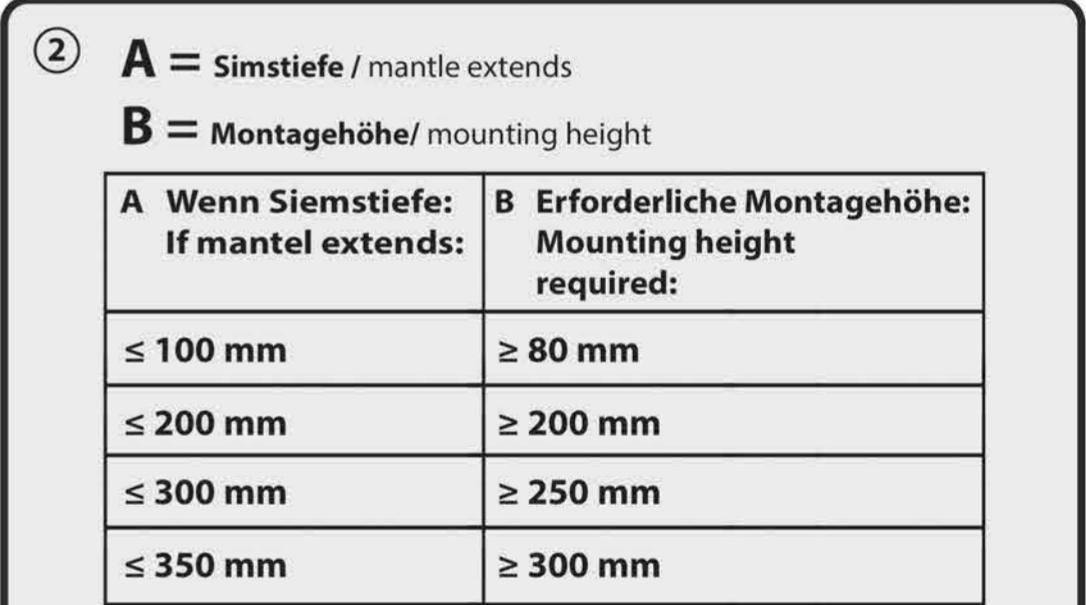 ② A = Simstiefe / mantle extends
B = Montagehöhe/ mounting height
A Wenn Siemstiefe: B Erforderliche Montagehöhe:
If mantel extends: Mounting height
required:
≤ 100 mm ≥ 80 mm
≤ 200 mm ≥ 200 mm
≤ 300 mm ≥ 250 mm
≤ 350 mm ≥ 300 mm